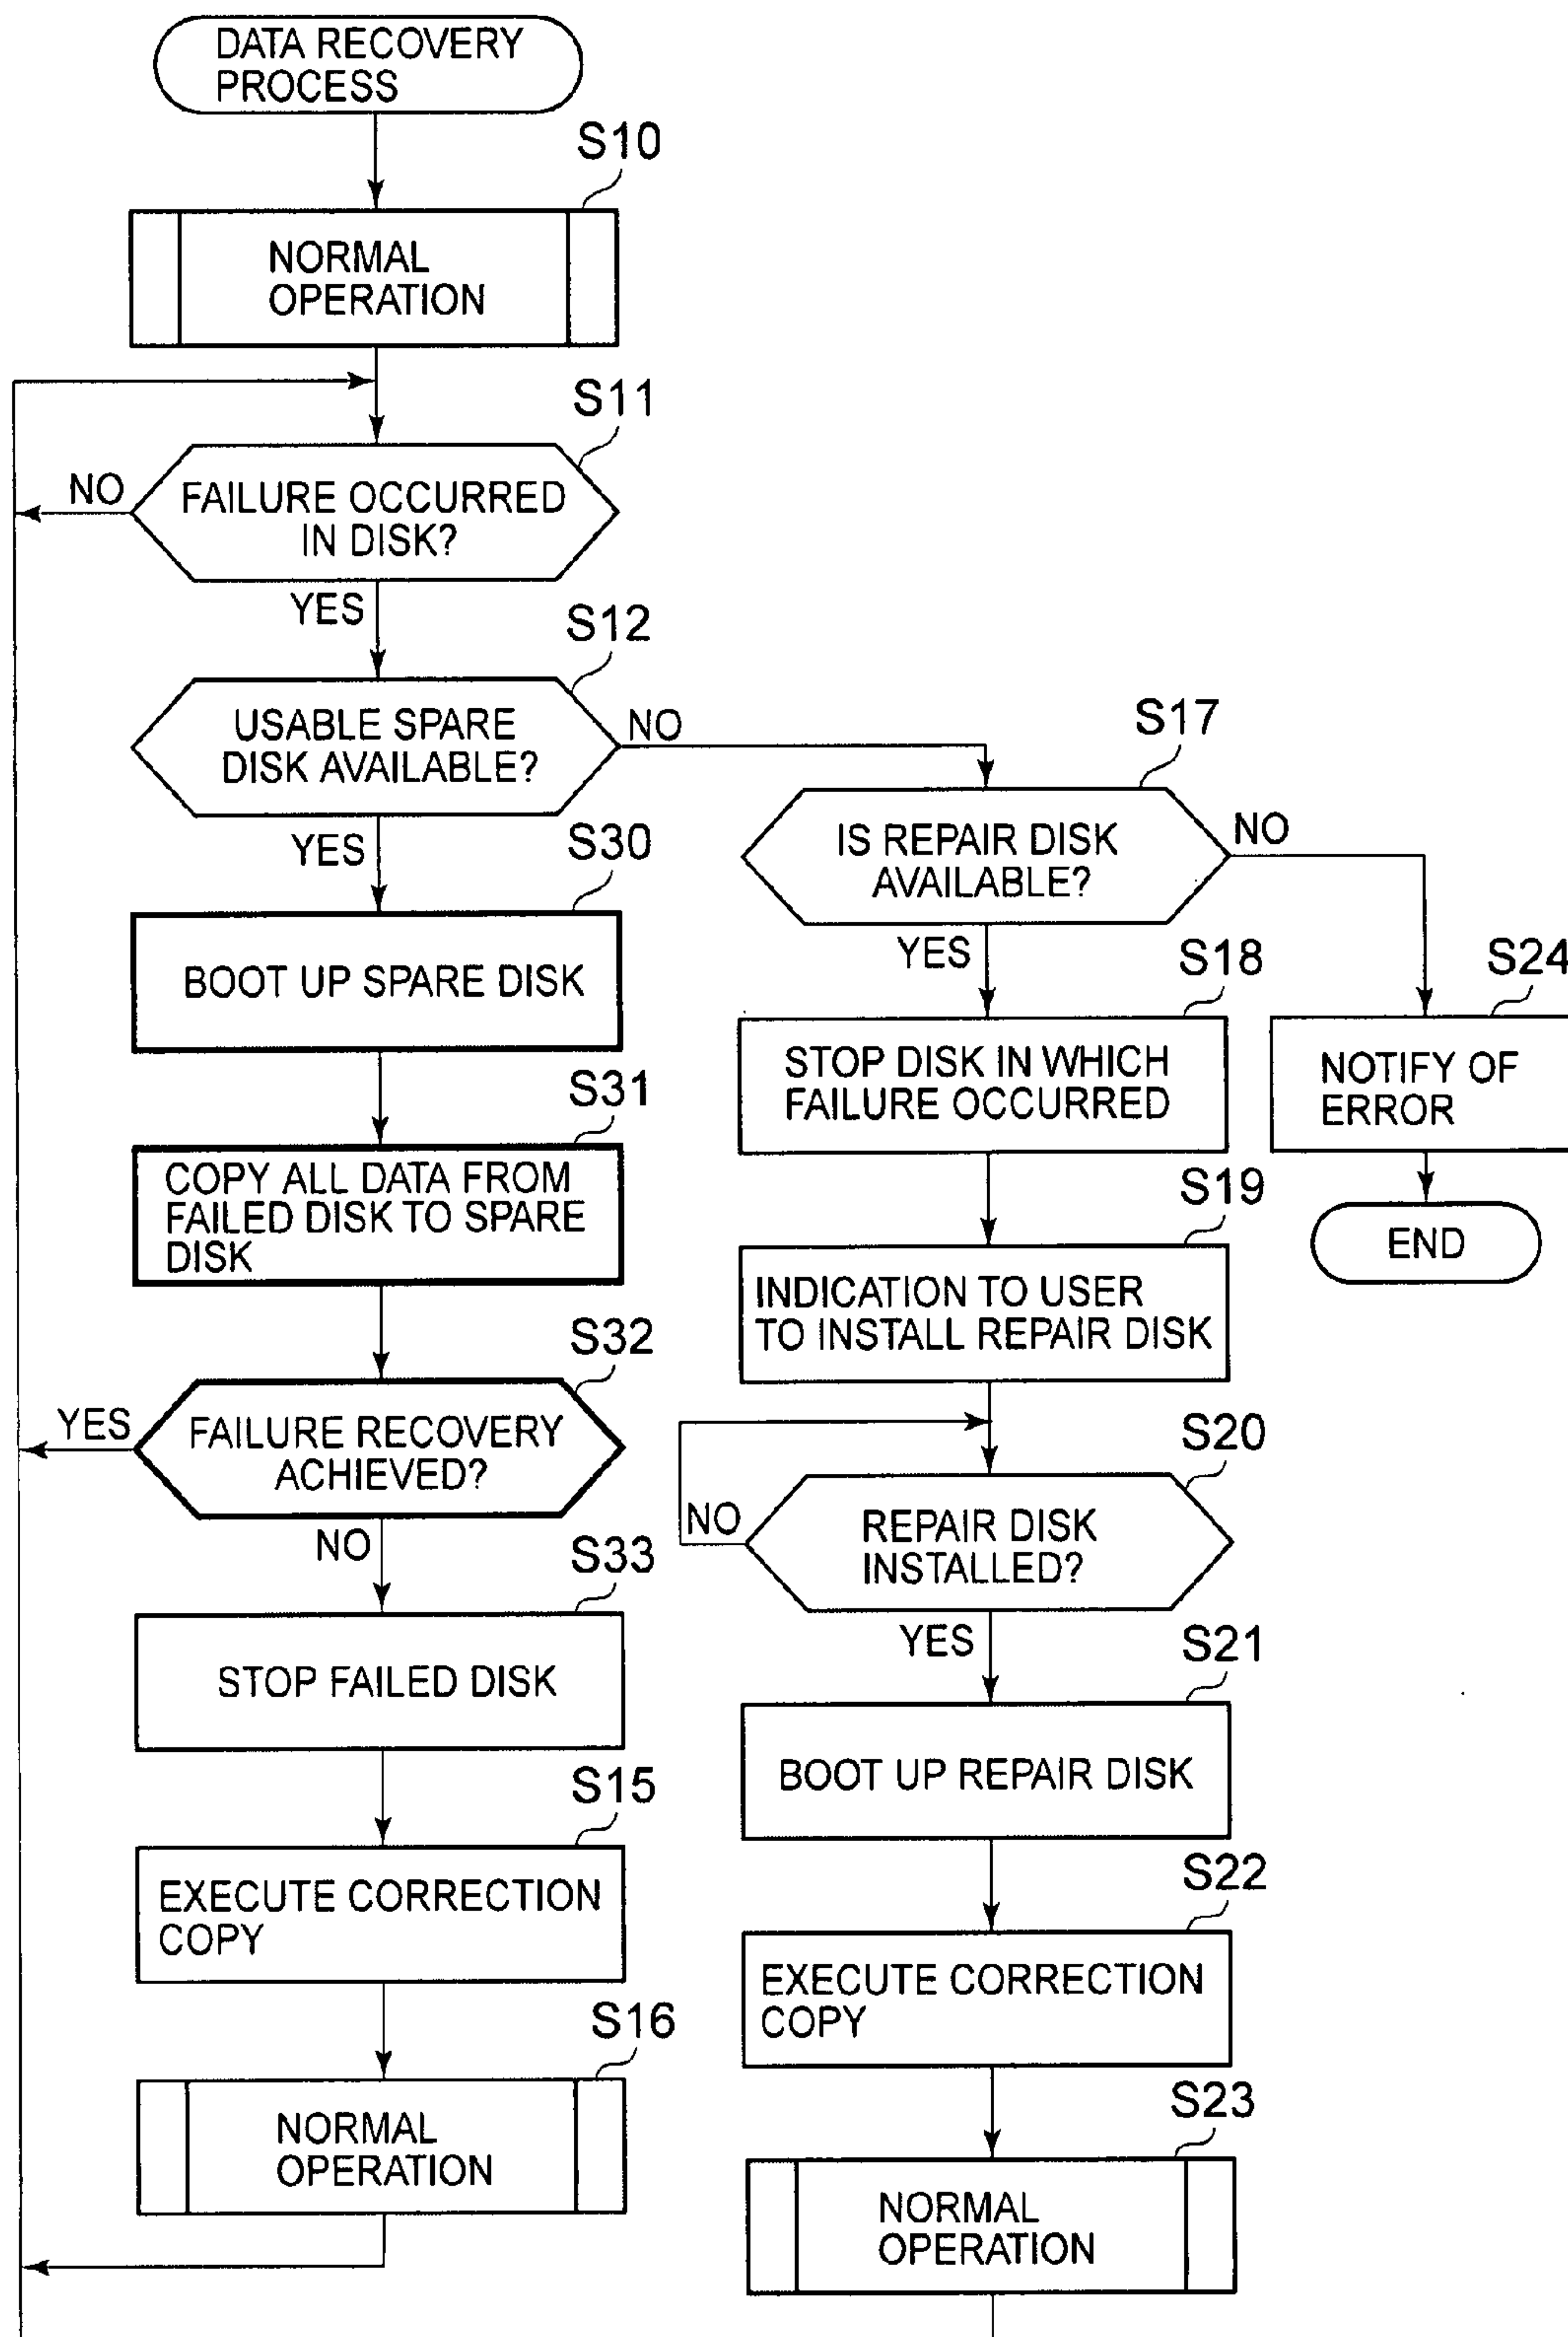 DATA RECOVERY
PROCESS
S10
NORMAL
OPERATION
S11
NO
FAILURE OCCURRED
IN DISK?
YES
S12
USABLE SPARE
DISK AVAILABLE?
NO
YES
S17
IS REPAIR DISK
AVAILABLE?
NO
YES
S30
BOOT UP SPARE DISK
S18
STOP DISK IN WHICH
FAILURE OCCURRED
S24
NOTIFY OF
ERROR
END
S31
COPY ALL DATA FROM
FAILED DISK TO SPARE
DISK
S19
INDICATION TO USER
TO INSTALL REPAIR DISK
S32
YES
FAILURE RECOVERY
ACHIEVED?
NO
S20
NO
REPAIR DISK
INSTALLED?
YES
S33
STOP FAILED DISK
S21
BOOT UP REPAIR DISK
S15
EXECUTE CORRECTION
COPY
S22
EXECUTE CORRECTION
COPY
S16
NORMAL
OPERATION
S23
NORMAL
OPERATION